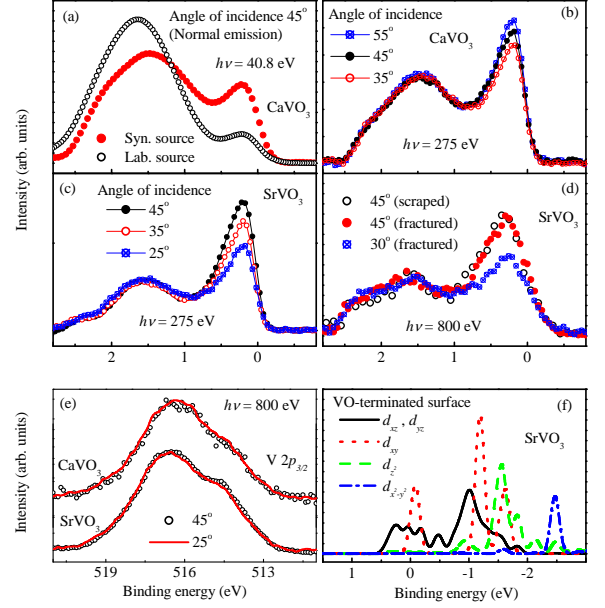 (a)
Angle of incidence 45°
(Normal emission)
hν = 40.8 eV
CaVO3
Syn. source
Lab. source
(b)
Angle of incidence
55°
45°
35°
CaVO3
hν = 275 eV
2 1 0
Intensity (arb. units)
(c)
SrVO3
Angle of incidence
45°
35°
25°
hν = 275 eV
2 1 0
(d)
SrVO3
45° (scraped)
45° (fractured)
30° (fractured)
hν = 800 eV
2 1 0
Intensity (arb. units)
(e)
hν = 800 eV
V 2p3/2
CaVO3
SrVO3
45°
25°
519 516 513
Binding energy (eV)
VO-terminated surface
(f)
SrVO3
dxz , dyz
dxy
dz²
dx²-y²
1 0 -1 -2
Binding energy (eV)